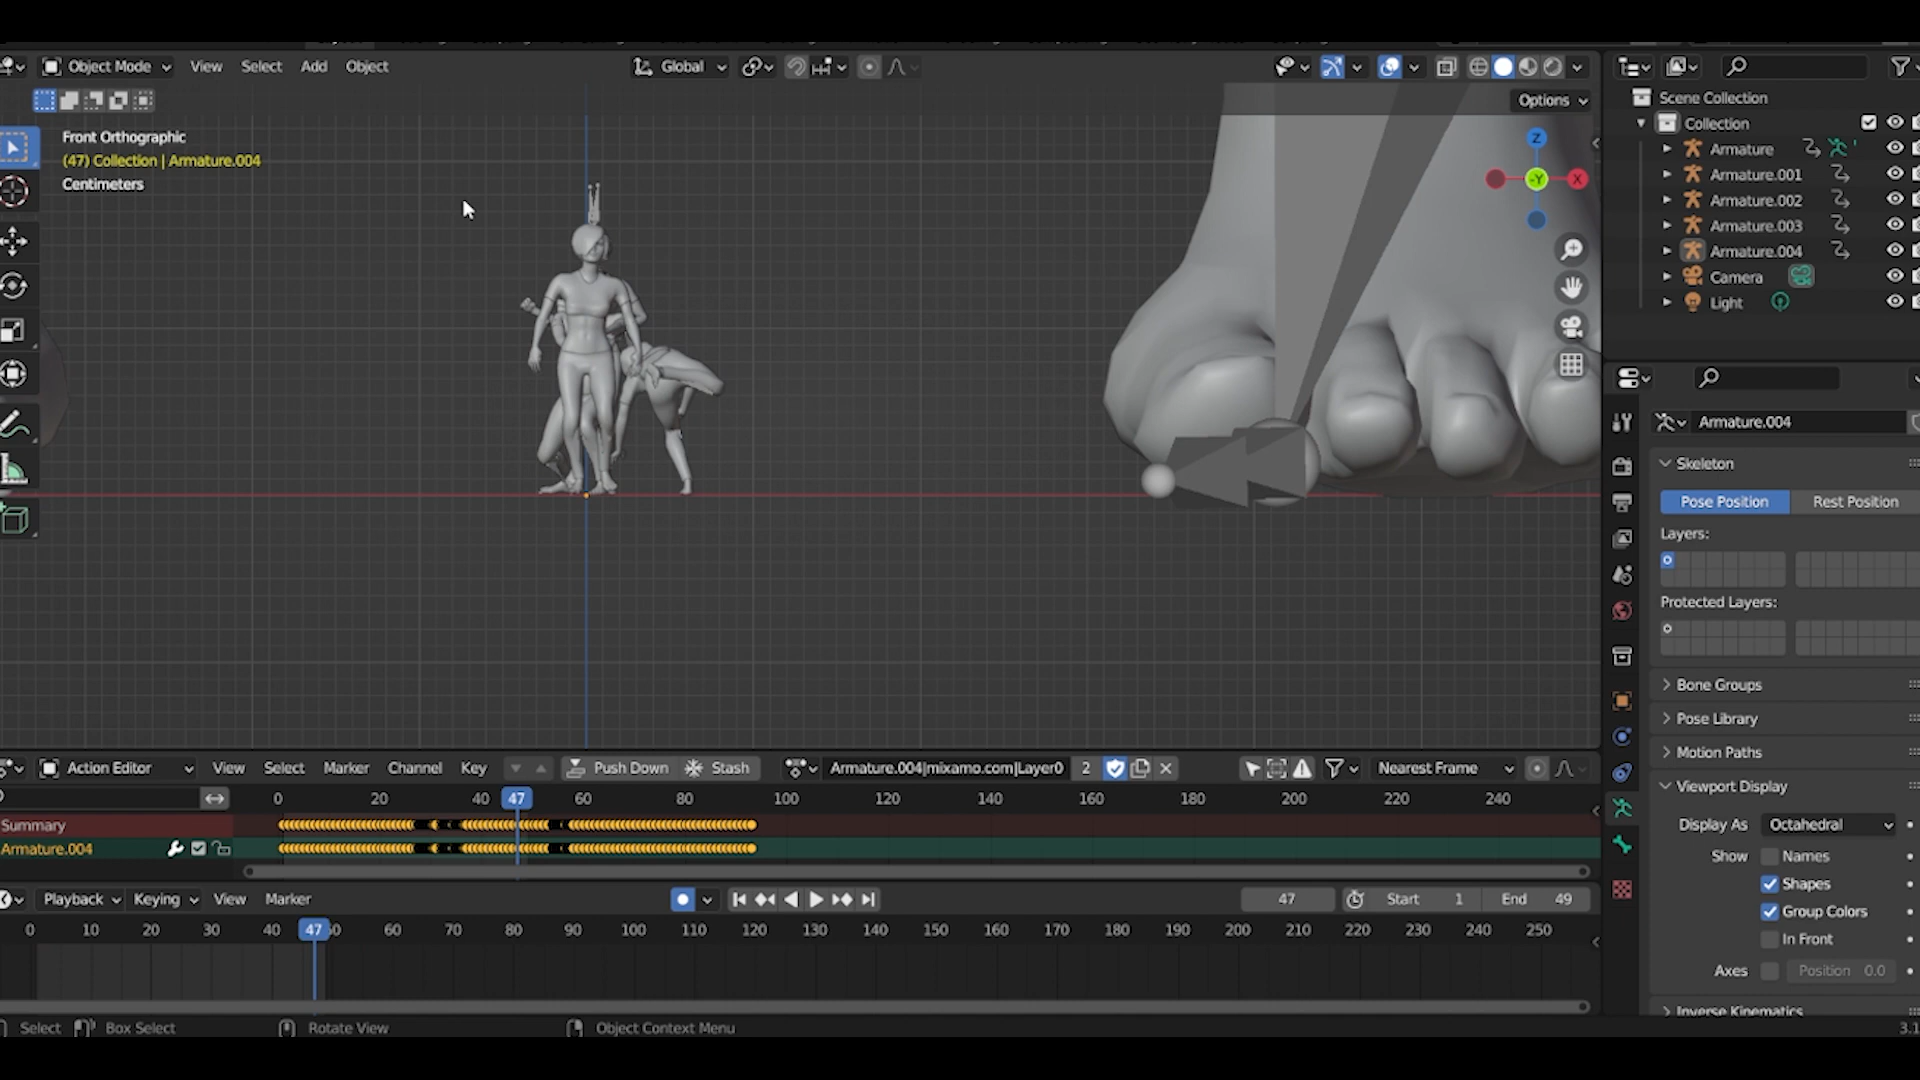 Object Mode View Select Add Object Global
Options
Front Orthographic
(47) Collection | Armature.004
Centimeters
Z
-Y X
Scene Collection
Collection
Armature
Armature.001
Armature.002
Armature.003
Armature.004
Camera
Light
Armature.004
Skeleton
Pose Position Rest Position
Layers:
Protected Layers:
Bone Groups
Pose Library
Motion Paths
Viewport Display
Display As Octahedral
Show Names
Shapes
Group Colors
In Front
Axes Position 0.0
Inverse Kinematics
Action Editor View Select Marker Channel Key Push Down Stash Armature.004|mixamo.com|Layer0 2 Nearest Frame
0 20 40 47 60 80 100 120 140 160 180 200 220 240
Summary
Armature.004
Playback Keying View Marker 47 Start 1 End 49
0 10 20 30 40 47 60 70 80 90 100 110 120 130 140 150 160 170 180 190 200 210 220 230 240 250
Select Box Select Rotate View Object Context Menu 3.1